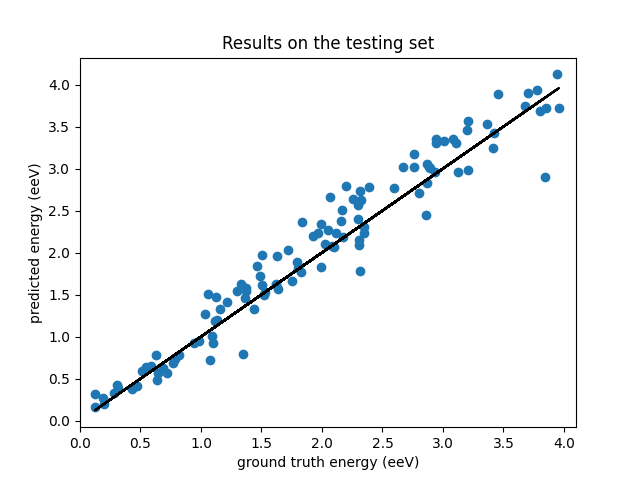 Results on the testing set
predicted energy (eeV)
4.0
3.5
3.0
2.5
2.0
1.5
1.0
0.5
0.0
0.0 0.5 1.0 1.5 2.0 2.5 3.0 3.5 4.0
ground truth energy (eeV)